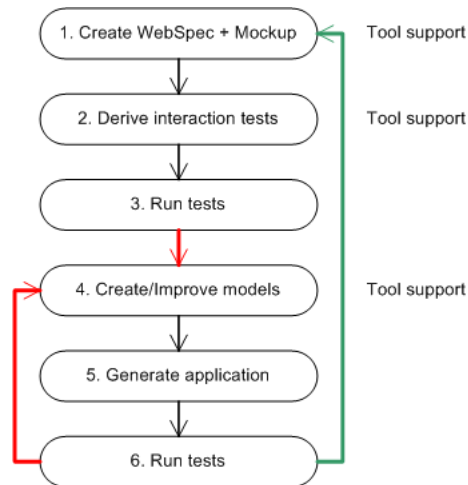 1. Create WebSpec + Mockup Tool support
2. Derive interaction tests Tool support
3. Run tests
4. Create/Improve models Tool support
5. Generate application
6. Run tests